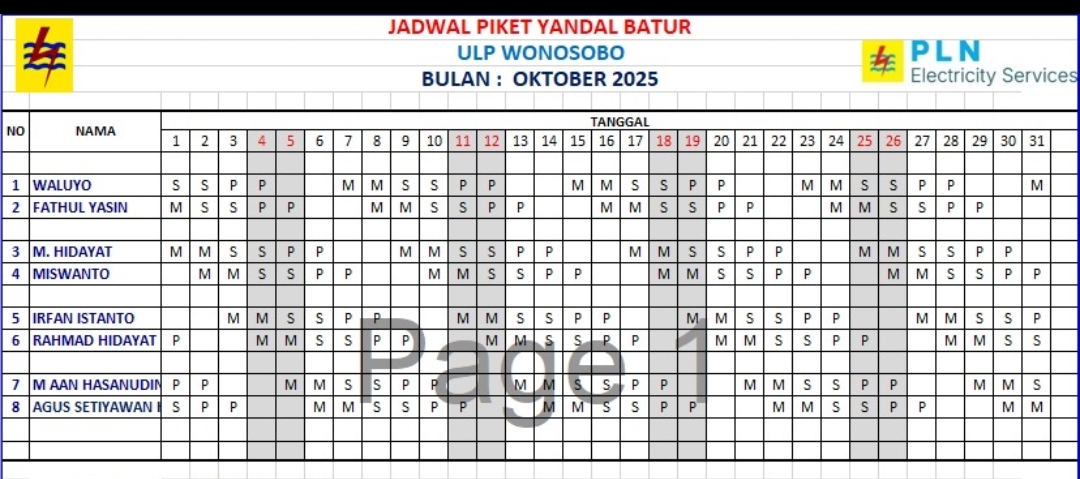 JADWAL PIKET YANDAL BATUR
ULP WONOSOBO
BULAN : OKTOBER 2025
PLN
Electricity Services
NO NAMA TANGGAL
1 2 3 4 5 6 7 8 9 10 11 12 13 14 15 16 17 18 19 20 21 22 23 24 25 26 27 28 29 30 31
1 WALUYO S S P P M M S S P P M M S S P P M M S S P P M
2 FATHUL YASIN M S S P P M M S S P P M M S S P P M M S S P P
3 M. HIDAYAT M M S S P P M M S S P P M M S S P P M M S S P P
4 MISWANTO M M S S P P M M S S P P M M S S P P M M S S P P
5 IRFAN ISTANTO M M S S P P M M S S P P M M S S P P M M S S P
6 RAHMAD HIDAYAT P M M S S P P M M S S P P M M S S P P M M S S
7 M AAN HASANUDIN P P M M S S P P M M S S P P M M S S P P M M S
8 AGUS SETIYAWAN S P P M M S S P P M M S S P P M M S S P P M M
Page 1